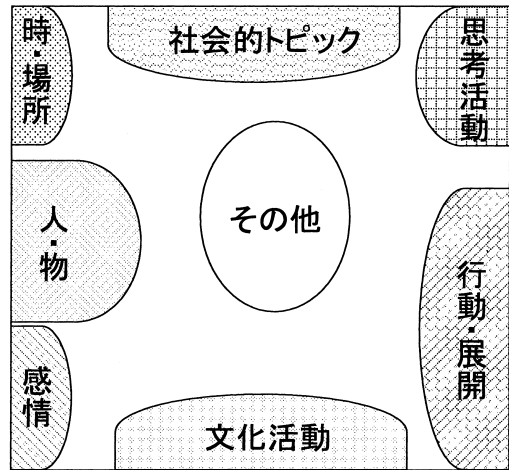 時・場所
社会的トピック
思考活動
人・物
その他
行動・展開
感情
文化活動